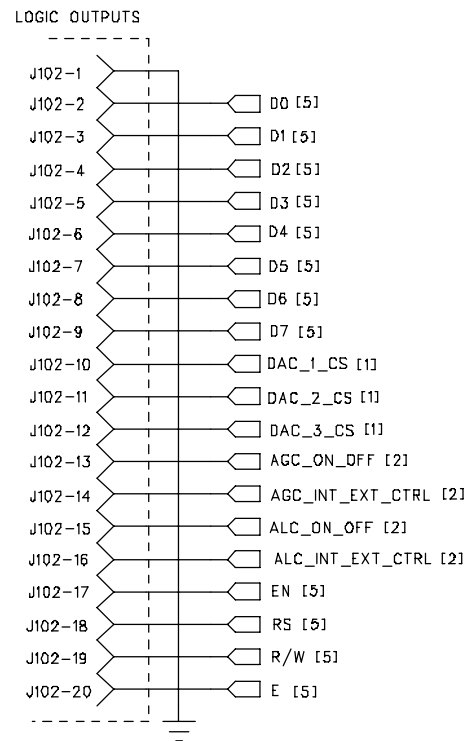 LOGIC OUTPUTS
J102-1
J102-2 D0 [5]
J102-3 D1 [5]
J102-4 D2 [5]
J102-5 D3 [5]
J102-6 D4 [5]
J102-7 D5 [5]
J102-8 D6 [5]
J102-9 D7 [5]
J102-10 DAC_1_CS [1]
J102-11 DAC_2_CS [1]
J102-12 DAC_3_CS [1]
J102-13 AGC_ON_OFF [2]
J102-14 AGC_INT_EXT_CTRL [2]
J102-15 ALC_ON_OFF [2]
J102-16 ALC_INT_EXT_CTRL [2]
J102-17 EN [5]
J102-18 RS [5]
J102-19 R/W [5]
J102-20 E [5]